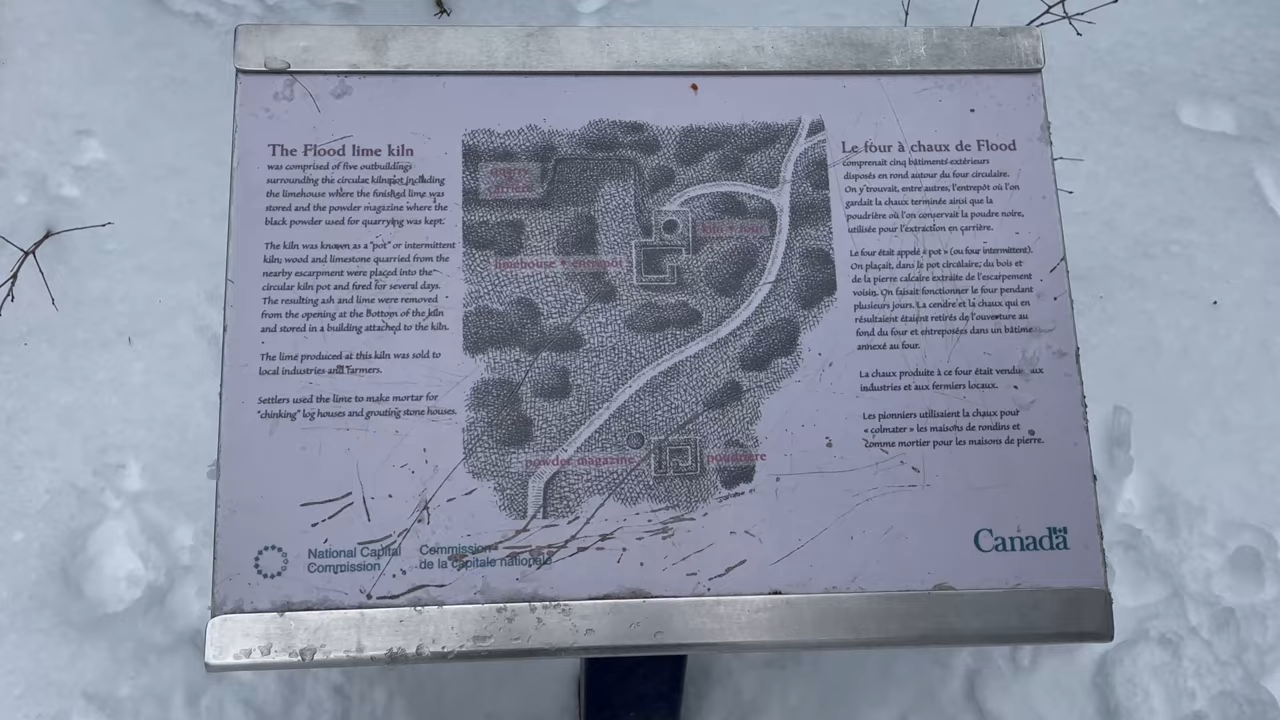 The Flood lime kiln
was comprised of five outbuildings
surrounding the circular kiln pot, including
the limehouse where the finished lime was
stored and the powder magazine where the
black powder used for quarrying was kept.
The kiln was known as a "pot" or intermittent
kiln; wood and limestone quarried from the
nearby escarpment were placed into the
circular kiln pot and fired for several days.
The resulting ash and lime were removed
from the opening at the Bottom of the kiln
and stored in a building attached to the kiln.
The lime produced at this kiln was sold to
local industries and farmers.
Settlers used the lime to make mortar for
"chinking" log houses and grouting stone houses.
quarry
carrière
kiln • four
limehouse • entrepôt
powder magazine
poudrière
Le four à chaux de Flood
comprenait cinq bâtiments extérieurs
disposés en rond autour du four circulaire.
On y trouvait, entre autres, l'entrepôt où l'on
gardait la chaux terminée ainsi que la
poudrière où l'on conservait la poudre noire,
utilisée pour l'extraction en carrière.
Le four était appelé « pot » (ou four intermittent).
On plaçait, dans le pot circulaire, du bois et
de la pierre calcaire extraite de l'escarpement
voisin. On faisait fonctionner le four pendant
plusieurs jours. La cendre et la chaux qui en
résultaient étaient retirés de l'ouverture au
fond du four et entreposées dans un bâtiment
annexé au four.
La chaux produite à ce four était vendu aux
industries et aux fermiers locaux.
Les pionniers utilisaient la chaux pour
« colmater » les maisons de rondins et
comme mortier pour les maisons de pierre.
National Capital
Commission
Commission
de la capitale nationale
Canada